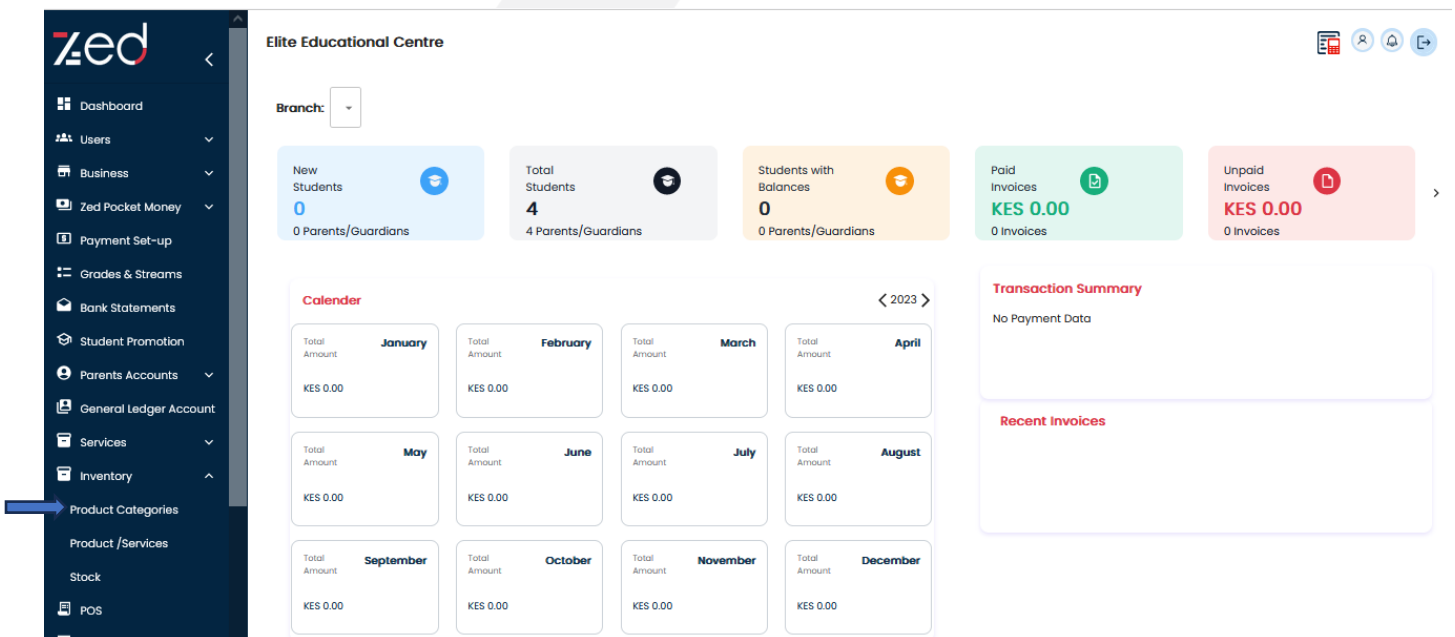 zed
Dashboard
Users
Business
Zed Pocket Money
Payment Set-up
Grades & Streams
Bank Statements
Student Promotion
Parents Accounts
General Ledger Account
Services
Inventory
Product Categories
Product /Services
Stock
POS
Elite Educational Centre
Branch:
New
Students
0
0 Parents/Guardians
Total
Students
4
4 Parents/Guardians
Students with
Balances
0
0 Parents/Guardians
Paid
Invoices
KES 0.00
0 Invoices
Unpaid
Invoices
KES 0.00
0 Invoices
Calender
2023
Total
Amount
January
KES 0.00
Total
Amount
February
KES 0.00
Total
Amount
March
KES 0.00
Total
Amount
April
KES 0.00
Total
Amount
May
KES 0.00
Total
Amount
June
KES 0.00
Total
Amount
July
KES 0.00
Total
Amount
August
KES 0.00
Total
Amount
September
KES 0.00
Total
Amount
October
KES 0.00
Total
Amount
November
KES 0.00
Total
Amount
December
KES 0.00
Transaction Summary
No Payment Data
Recent Invoices